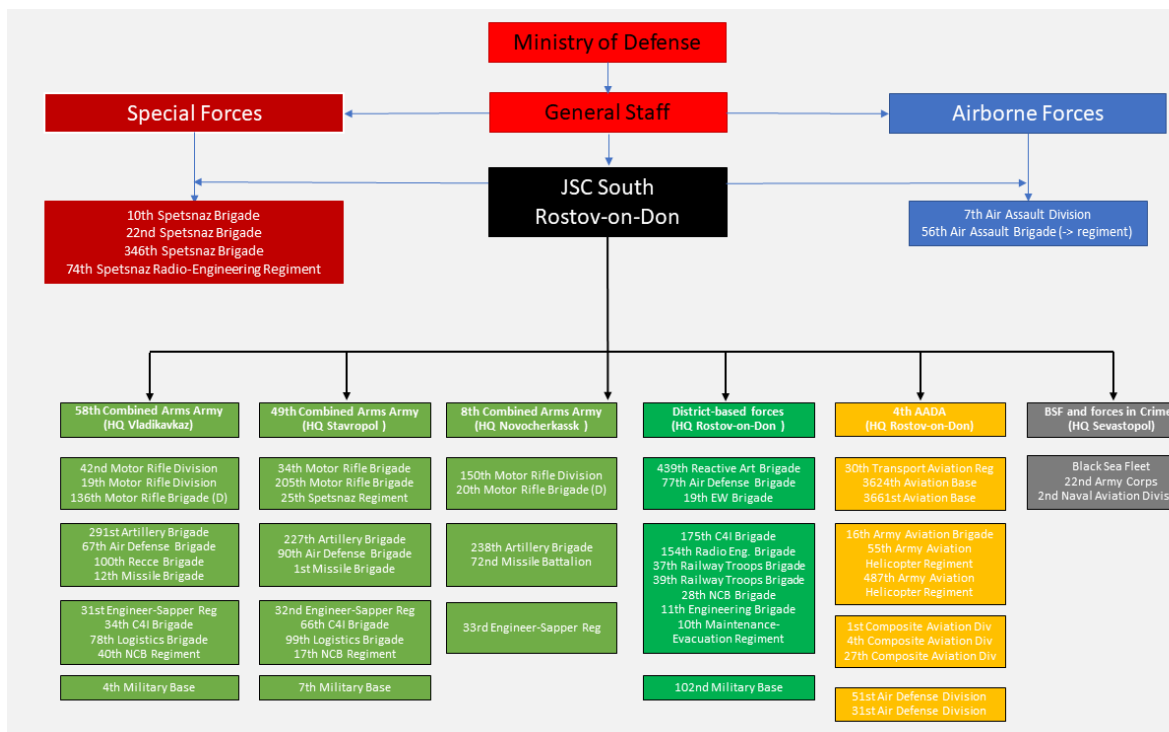 Ministry of Defense
Special Forces
General Staff
Airborne Forces
JSC South
Rostov-on-Don
10th Spetsnaz Brigade
22nd Spetsnaz Brigade
346th Spetsnaz Brigade
74th Spetsnaz Radio-Engineering Regiment
7th Air Assault Division
56th Air Assault Brigade (-> regiment)
58th Combined Arms Army
(HQ Vladikavkaz)
42nd Motor Rifle Division
19th Motor Rifle Division
136th Motor Rifle Brigade (D)
291st Artillery Brigade
67th Air Defense Brigade
100th Recce Brigade
12th Missile Brigade
31st Engineer-Sapper Reg
34th C4I Brigade
78th Logistics Brigade
40th NCB Regiment
4th Military Base
49th Combined Arms Army
(HQ Stavropol )
34th Motor Rifle Brigade
205th Motor Rifle Brigade
25th Spetsnaz Regiment
227th Artillery Brigade
90th Air Defense Brigade
1st Missile Brigade
32nd Engineer-Sapper Reg
66th C4I Brigade
99th Logistics Brigade
17th NCB Regiment
7th Military Base
8th Combined Arms Army
(HQ Novocherkassk )
150th Motor Rifle Division
20th Motor Rifle Brigade (D)
238th Artillery Brigade
72nd Missile Battalion
33rd Engineer-Sapper Reg
District-based forces
(HQ Rostov-on-Don )
439th Reactive Art Brigade
77th Air Defense Brigade
19th EW Brigade
175th C4I Brigade
154th Radio Eng. Brigade
37th Railway Troops Brigade
39th Railway Troops Brigade
28th NCB Brigade
11th Engineering Brigade
10th Maintenance-
Evacuation Regiment
102nd Military Base
4th AADA
(HQ Rostov-on-Don)
30th Transport Aviation Reg
3624th Aviation Base
3661st Aviation Base
16th Army Aviation Brigade
55th Army Aviation
Helicopter Regiment
487th Army Aviation
Helicopter Regiment
1st Composite Aviation Div
4th Composite Aviation Div
27th Composite Aviation Div
51st Air Defense Division
31st Air Defense Division
BSF and forces in Crime
(HQ Sevastopol)
Black Sea Fleet
22nd Army Corps
2nd Naval Aviation Divis